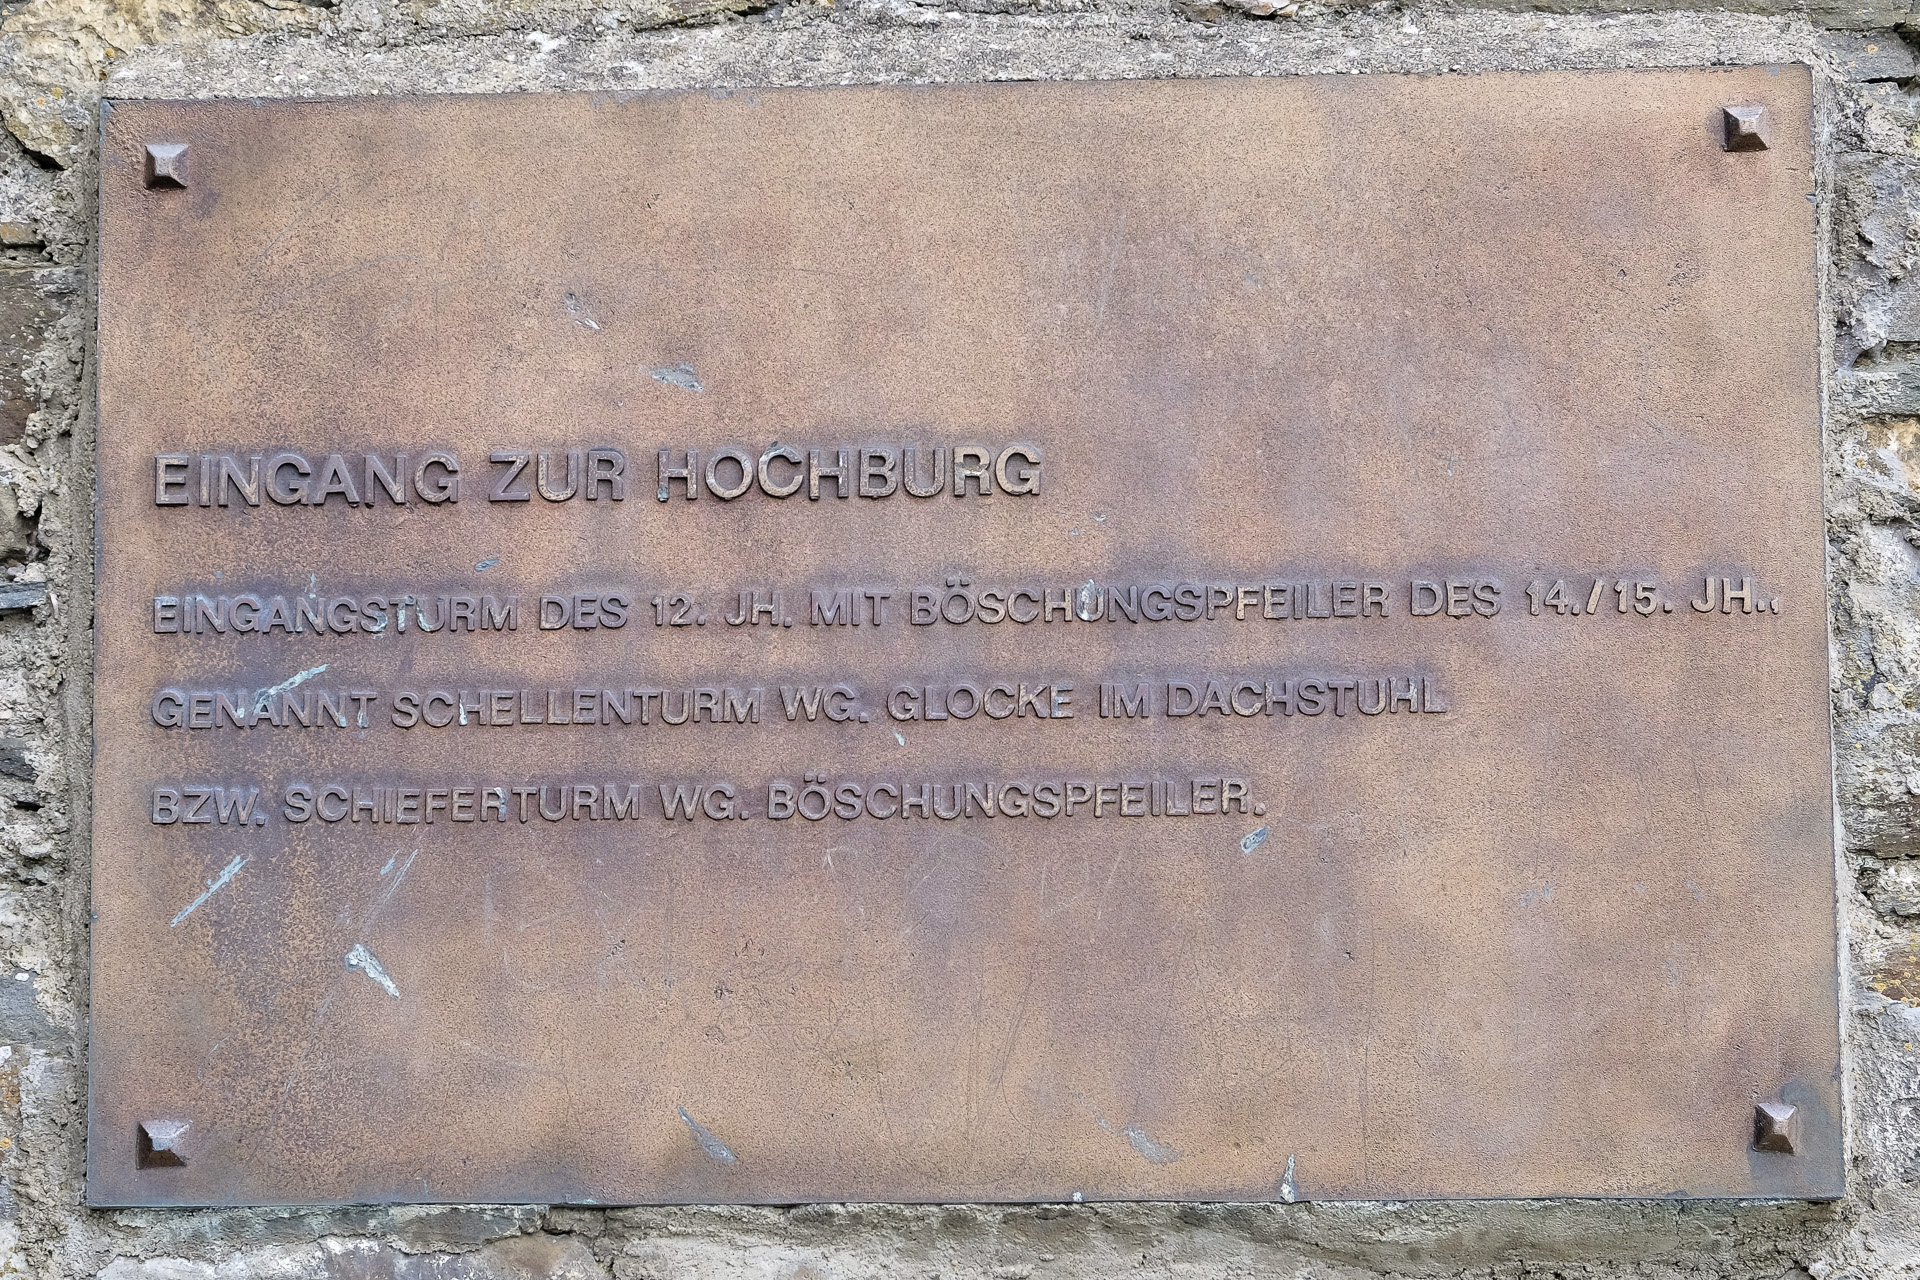 EINGANG ZUR HOCHBURG
EINGANGSTURM DES 12. JH. MIT BÖSCHUNGSPFEILER DES 14./15. JH.,
GENANNT SCHELLENTURM WG. GLOCKE IM DACHSTUHL
BZW. SCHIEFERTURM WG. BÖSCHUNGSPFEILER.